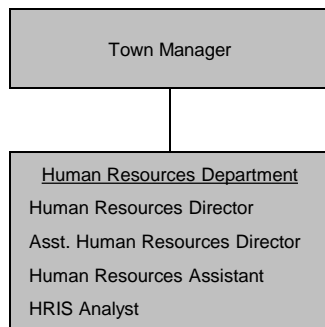 Town Manager
Human Resources Department
Human Resources Director
Asst. Human Resources Director
Human Resources Assistant
HRIS Analyst